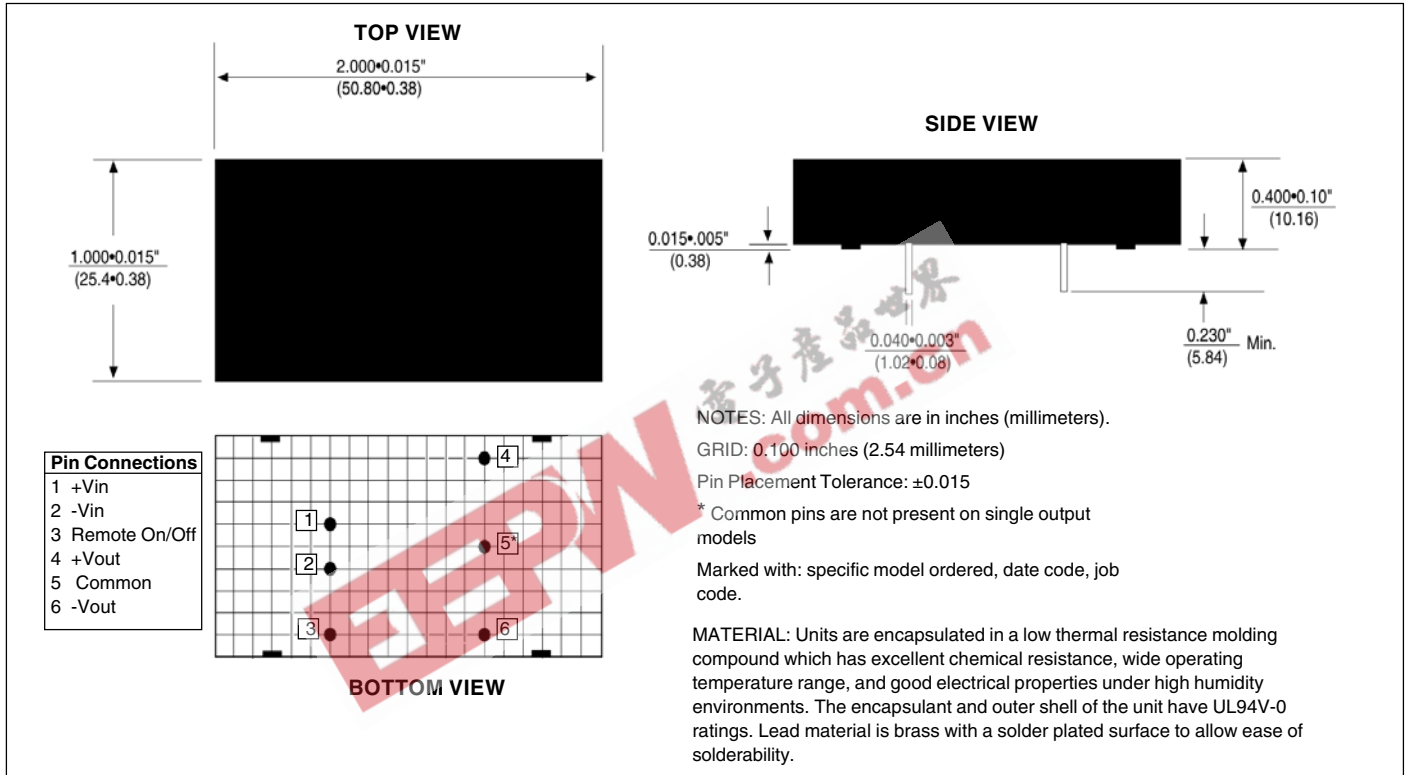 TOP VIEW
2.000•0.015"
(50.80•0.38)
1.000•0.015"
(25.4•0.38)
SIDE VIEW
0.400•0.10"
(10.16)
0.015•.005"
(0.38)
0.040•0.003"
(1.02•0.08)
0.230" Min.
(5.84)
Pin Connections
1 +Vin
2 -Vin
3 Remote On/Off
4 +Vout
5 Common
6 -Vout
4
1
5*
2
3
6
BOTTOM VIEW
NOTES: All dimensions are in inches (millimeters).
GRID: 0.100 inches (2.54 millimeters)
Pin Placement Tolerance: ±0.015
* Common pins are not present on single output
models
Marked with: specific model ordered, date code, job
code.
MATERIAL: Units are encapsulated in a low thermal resistance molding
compound which has excellent chemical resistance, wide operating
temperature range, and good electrical properties under high humidity
environments. The encapsulant and outer shell of the unit have UL94V-0
ratings. Lead material is brass with a solder plated surface to allow ease of
solderability.
EEPW
電子產品世界
.com.cn